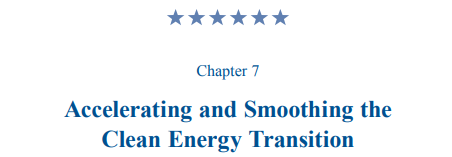 Chapter 7
Accelerating and Smoothing the
Clean Energy Transition